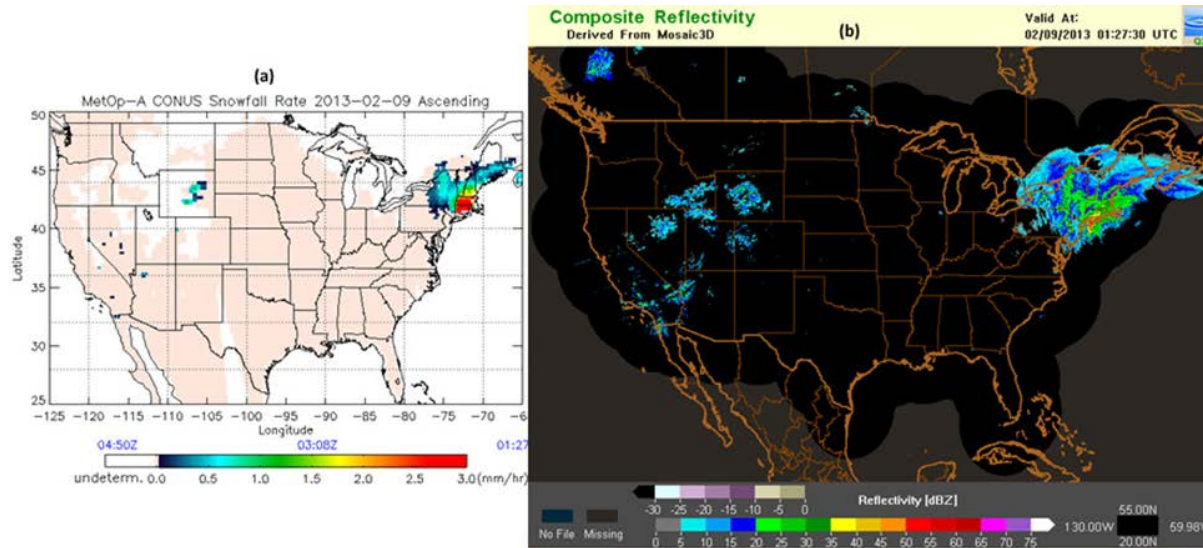 (a)
MetOp-A CONUS Snowfall Rate 2013-02-09 Ascending
50
45
40
35
30
25
Latitude
-125 -120 -115 -110 -105 -100 -95 -90 -85 -80 -75 -70 -6
Longitude
04:50Z 03:08Z 01:27
undeterm. 0.0 0.5 1.0 1.5 2.0 2.5 3.0(mm/hr)
Composite Reflectivity
Derived From Mosaic3D
(b)
Valid At:
02/09/2013 01:27:30 UTC
-30 -25 -20 -15 -10 -5 0
Reflectivity [dBZ]
No File Missing
0 5 10 15 20 25 30 35 40 45 50 55 60 65 70 75
55.00N
130.00W 59.98W
20.00N